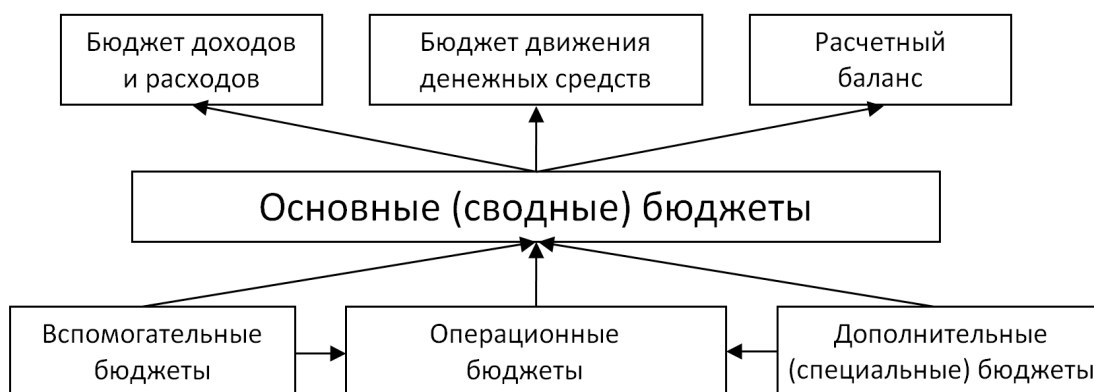 Бюджет доходов
и расходов
Бюджет движения
денежных средств
Расчетный
баланс
Основные (сводные) бюджеты
Вспомогательные
бюджеты
Операционные
бюджеты
Дополнительные
(специальные) бюджеты